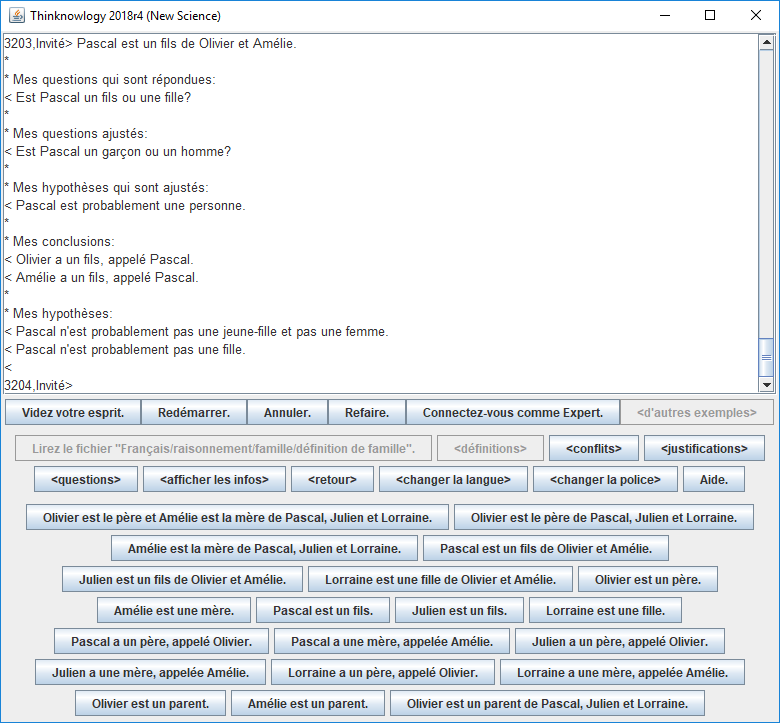 Thinknowlogy 2018r4 (New Science)
3203,Invité> Pascal est un fils de Olivier et Amélie.
*
* Mes questions qui sont répondues:
< Est Pascal un fils ou une fille?
*
* Mes questions ajustés:
< Est Pascal un garçon ou un homme?
*
* Mes hypothèses qui sont ajustés:
< Pascal est probablement une personne.
*
* Mes conclusions:
< Olivier a un fils, appelé Pascal.
< Amélie a un fils, appelé Pascal.
*
* Mes hypothèses:
< Pascal n'est probablement pas une jeune-fille et pas une femme.
< Pascal n'est probablement pas une fille.
<
3204,Invité>
Videz votre esprit. Redémarrer. Annuler. Refaire. Connectez-vous comme Expert. <d'autres exemples>
Lirez le fichier "Français/raisonnement/famille/définition de famille". <définitions> <conflits> <justifications>
<questions> <afficher les infos> <retour> <changer la langue> <changer la police> Aide.
Olivier est le père et Amélie est la mère de Pascal, Julien et Lorraine. Olivier est le père de Pascal, Julien et Lorraine.
Amélie est la mère de Pascal, Julien et Lorraine. Pascal est un fils de Olivier et Amélie.
Julien est un fils de Olivier et Amélie. Lorraine est une fille de Olivier et Amélie. Olivier est un père.
Amélie est une mère. Pascal est un fils. Julien est un fils. Lorraine est une fille.
Pascal a un père, appelé Olivier. Pascal a une mère, appelée Amélie. Julien a un père, appelé Olivier.
Julien a une mère, appelée Amélie. Lorraine a un père, appelé Olivier. Lorraine a une mère, appelée Amélie.
Olivier est un parent. Amélie est un parent. Olivier est un parent de Pascal, Julien et Lorraine.